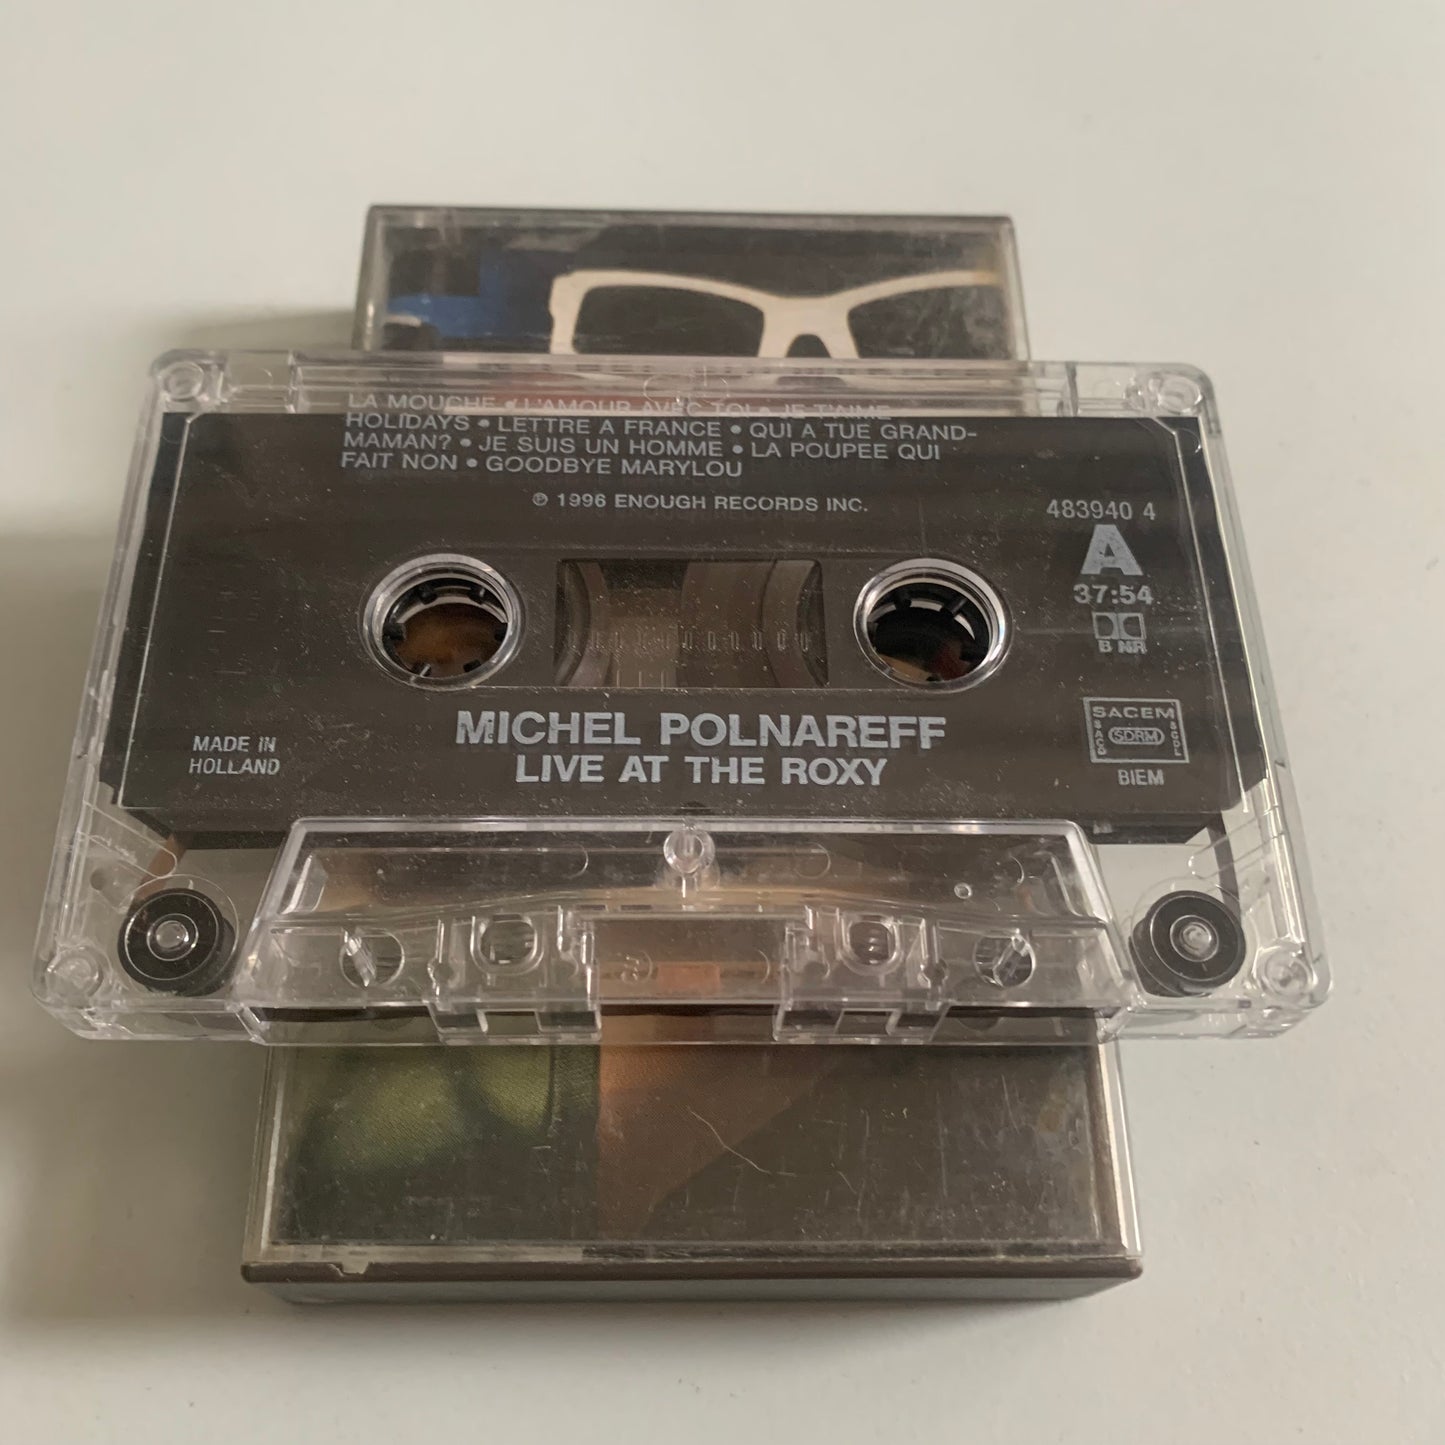 LA MOUCHE • L'AMOUR AVEC TOI • JE T'AIME
HOLIDAYS • LETTRE A FRANCE • QUI A TUE GRAND-
MAMAN? • JE SUIS UN HOMME • LA POUPEE QUI
FAIT NON • GOODBYE MARYLOU
℗ 1996 ENOUGH RECORDS INC.
483940 4
A
37:54
B NR
MICHEL POLNAREFF
LIVE AT THE ROXY
MADE IN
HOLLAND
SACEM
SACD SDRM SGDL
BIEM